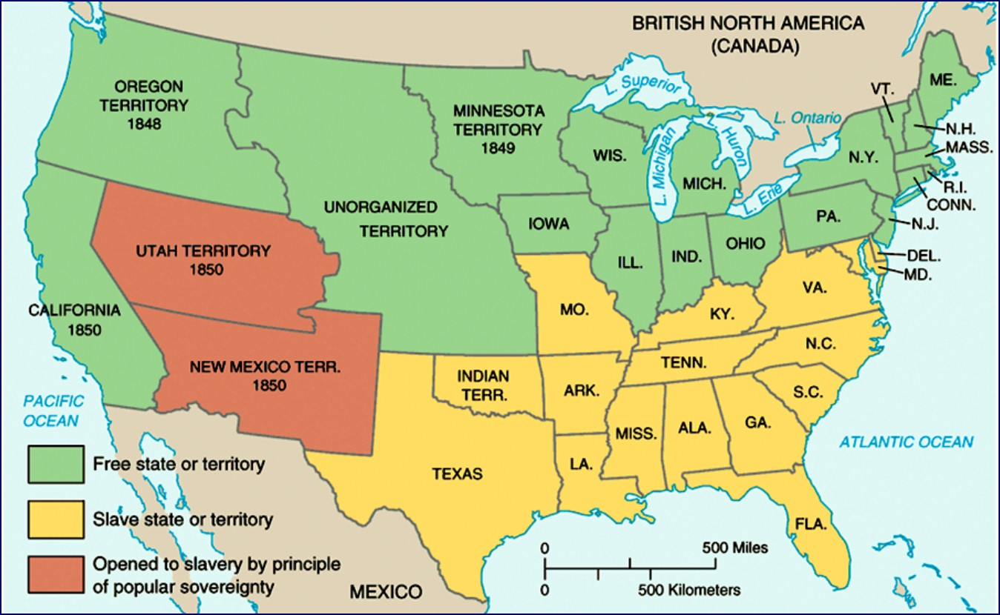 BRITISH NORTH AMERICA
(CANADA)
OREGON
TERRITORY
1848
MINNESOTA
TERRITORY
1849
L. Superior
L. Michigan
L. Huron
L. Ontario
L. Erie
VT.
ME.
N.H.
MASS.
N.Y.
R.I.
CONN.
WIS.
MICH.
UNORGANIZED
TERRITORY
IOWA
PA.
N.J.
UTAH TERRITORY
1850
ILL.
IND.
OHIO
DEL.
MD.
CALIFORNIA
1850
MO.
KY.
VA.
NEW MEXICO TERR.
1850
INDIAN
TERR.
ARK.
TENN.
N.C.
S.C.
PACIFIC
OCEAN
MISS.
ALA.
GA.
ATLANTIC OCEAN
TEXAS
LA.
FLA.
Free state or territory
Slave state or territory
Opened to slavery by principle
of popular sovereignty
MEXICO
0 500 Miles
0 500 Kilometers